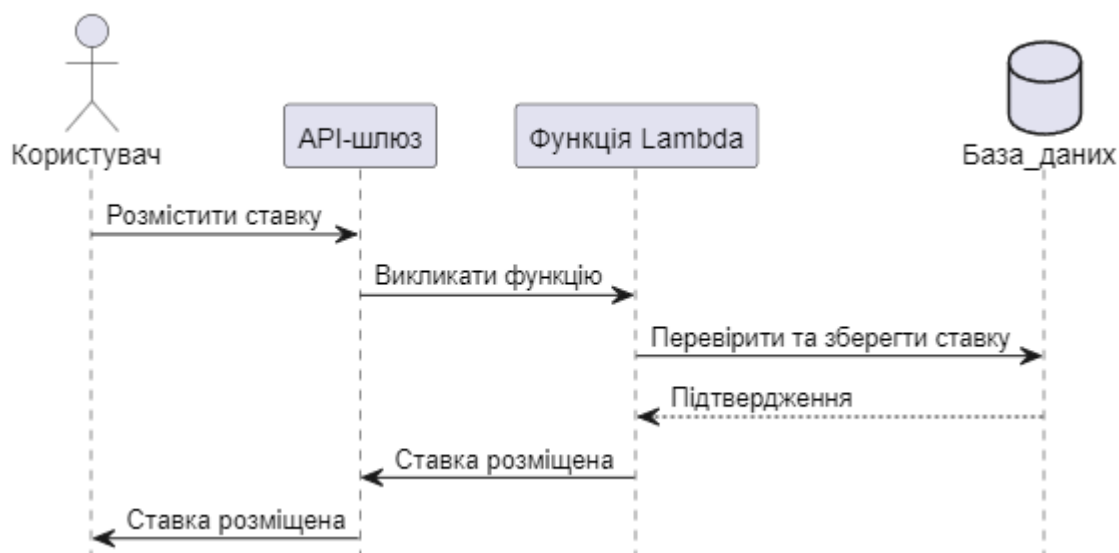 Користувач
API-шлюз
Функція Lambda
База_даних
Розмістити ставку
Викликати функцію
Перевірити та зберегти ставку
Підтвердження
Ставка розміщена
Ставка розміщена